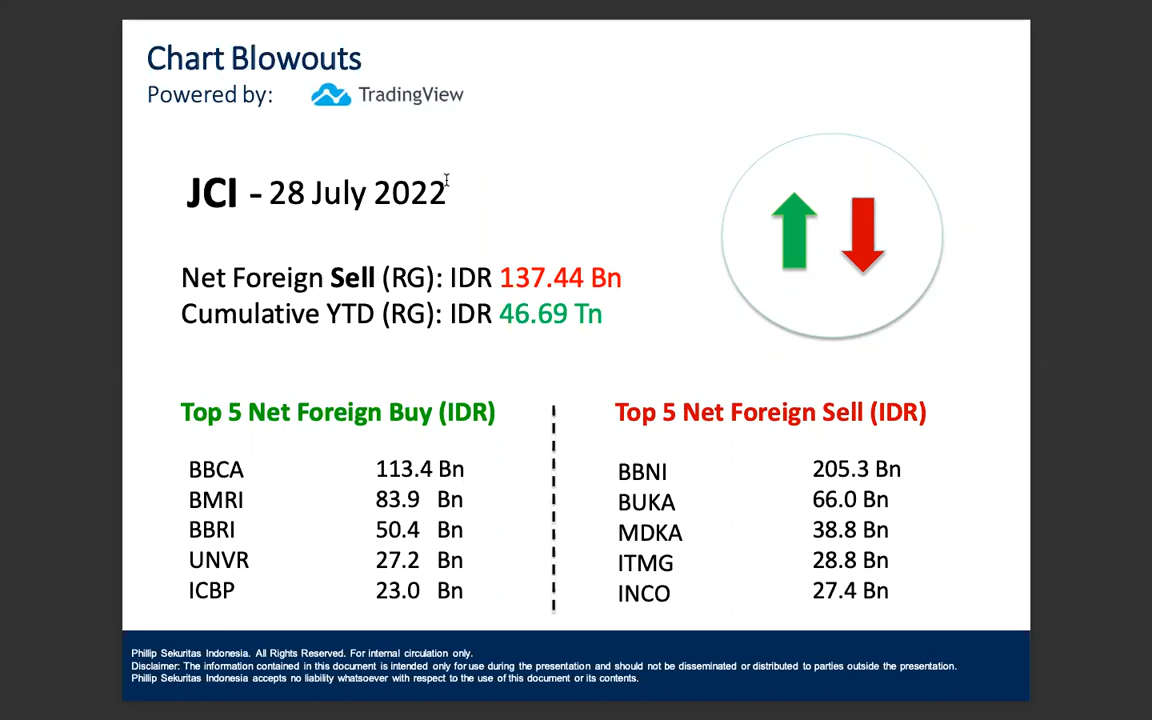 Chart Blowouts
Powered by: TradingView
JCI - 28 July 2022
Net Foreign Sell (RG): IDR 137.44 Bn
Cumulative YTD (RG): IDR 46.69 Tn
Top 5 Net Foreign Buy (IDR)
BBCA 113.4 Bn
BMRI 83.9 Bn
BBRI 50.4 Bn
UNVR 27.2 Bn
ICBP 23.0 Bn
Top 5 Net Foreign Sell (IDR)
BBNI 205.3 Bn
BUKA 66.0 Bn
MDKA 38.8 Bn
ITMG 28.8 Bn
INCO 27.4 Bn
Phillip Sekuritas Indonesia. All Rights Reserved. For internal circulation only.
Disclaimer: The information contained in this document is intended only for use during the presentation and should not be disseminated or distributed to parties outside the presentation.
Phillip Sekuritas Indonesia accepts no liability whatsoever with respect to the use of this document or its contents.